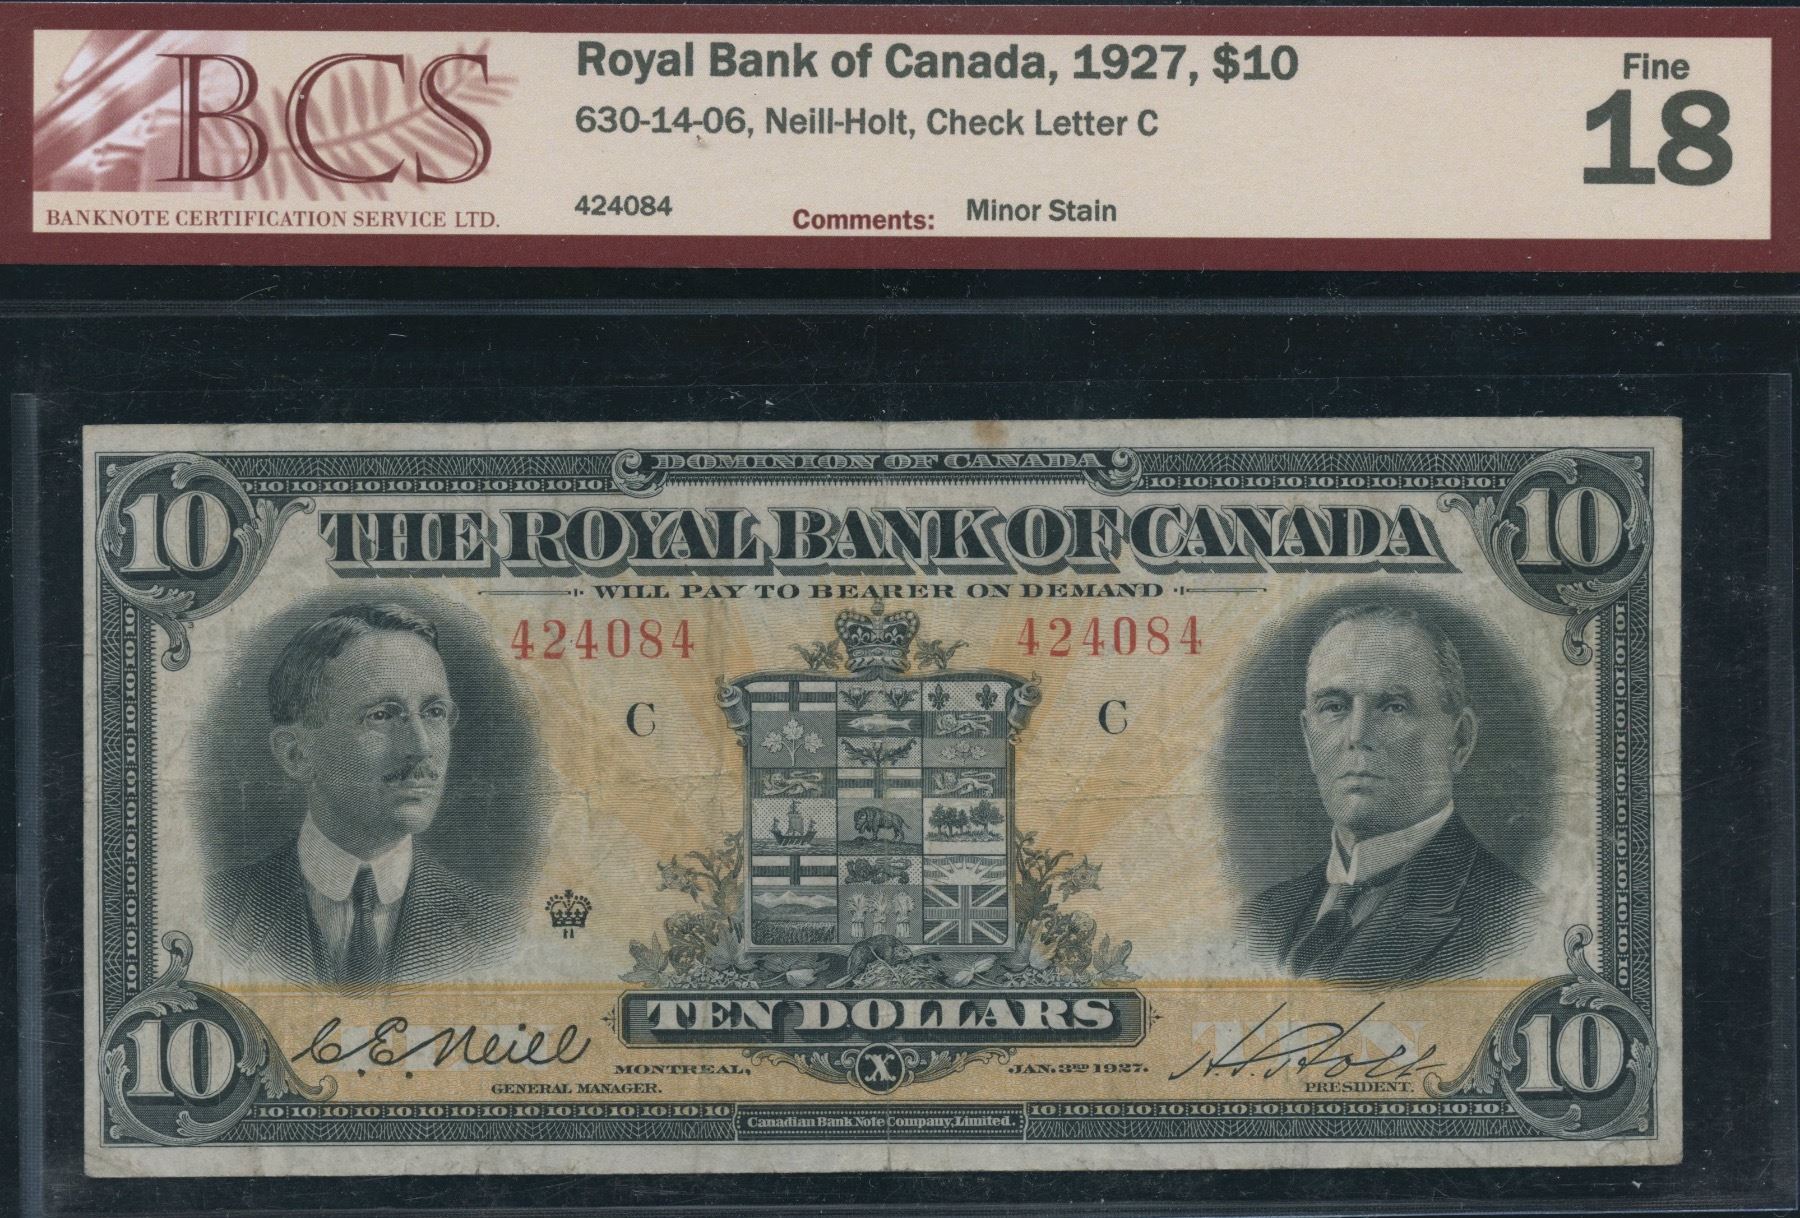 BCS
BANKNOTE CERTIFICATION SERVICE LTD.
Royal Bank of Canada, 1927, $10
630-14-06, Neill-Holt, Check Letter C
424084
Comments: Minor Stain
Fine
18
DOMINION OF CANADA
10 10
THE ROYAL BANK OF CANADA
WILL PAY TO BEARER ON DEMAND
424084 424084
C C
TEN DOLLARS
TEN
C.E. Neill
H.S. Holt
MONTREAL, X JAN. 3RD 1927.
GENERAL MANAGER. PRESIDENT.
10 10
Canadian Bank Note Company, Limited.